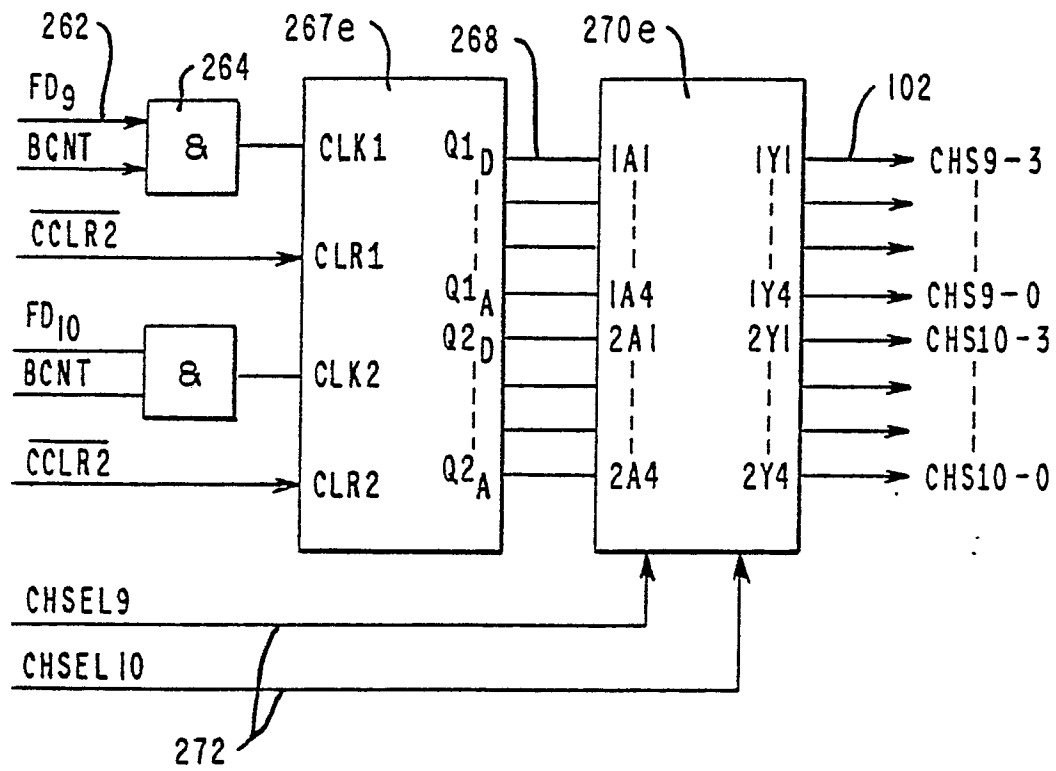 262
264
267e
268
270e
102
FD9
BCNT
&
CLK1
Q1D
1A1
1Y1
CHS9-3
CCLR2
CLR1
Q1A
1A4
1Y4
CHS9-0
FD10
BCNT
&
CLK2
Q2D
2A1
2Y1
CHS10-3
CCLR2
CLR2
Q2A
2A4
2Y4
CHS10-0
CHSEL9
CHSEL10
272